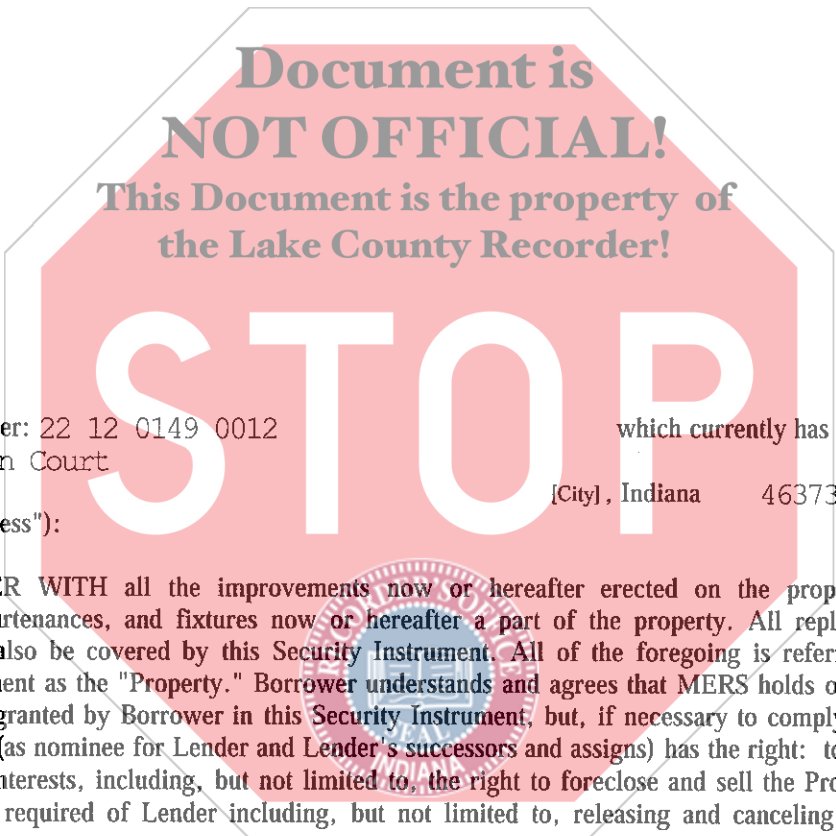 Document is
NOT OFFICIAL!
This Document is the property of
the Lake County Recorder!
STOP
er: 22 12 0149 0012 which currently has
n Court
[City] , Indiana 46373
ess"):
ER WITH all the improvements now or hereafter erected on the prop
rtenances, and fixtures now or hereafter a part of the property. All repl
also be covered by this Security Instrument. All of the foregoing is refer
ent as the "Property." Borrower understands and agrees that MERS holds o
granted by Borrower in this Security Instrument, but, if necessary to comply
(as nominee for Lender and Lender's successors and assigns) has the right: to
nterests, including, but not limited to, the right to foreclose and sell the Pro
required of Lender including, but not limited to, releasing and canceling
RECORDER'S OFFICE
SEAL
INDIANA